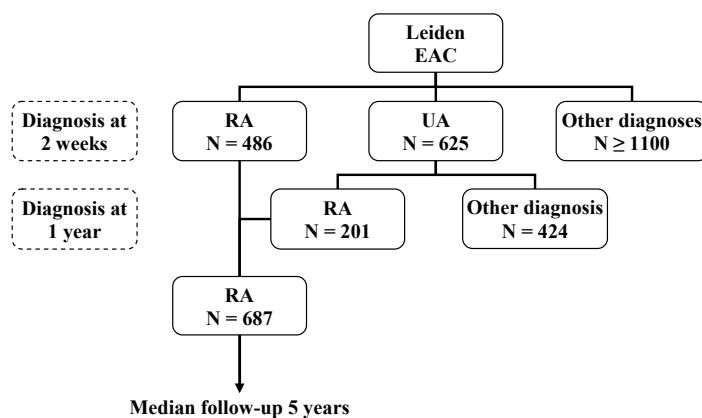 Leiden
EAC
Diagnosis at
2 weeks
RA
N = 486
UA
N = 625
Other diagnoses
N ≥ 1100
Diagnosis at
1 year
RA
N = 201
Other diagnosis
N = 424
RA
N = 687
Median follow-up 5 years